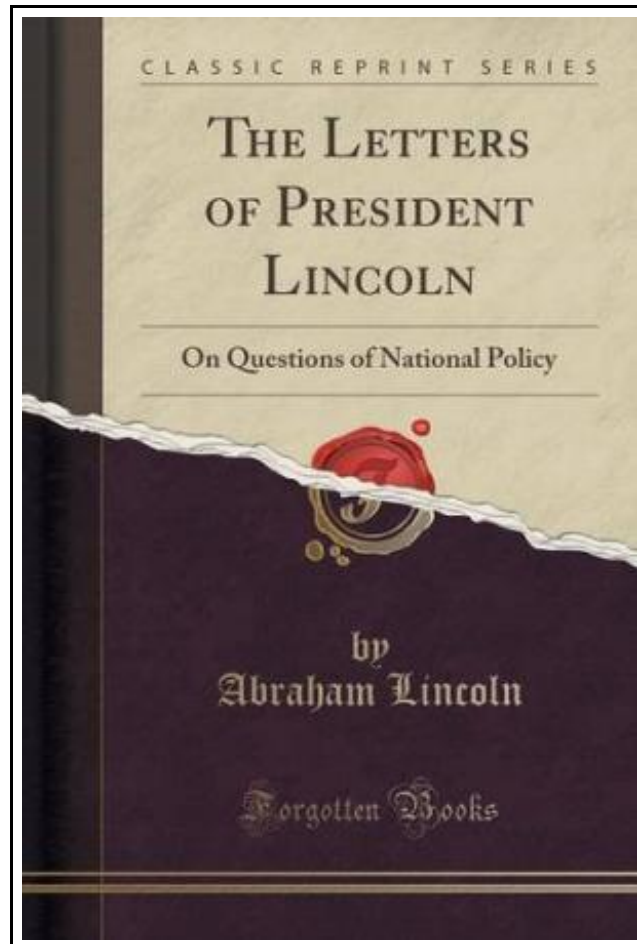 CLASSIC REPRINT SERIES
THE LETTERS
OF PRESIDENT
LINCOLN
On Questions of National Policy
F
by
Abraham Lincoln
Forgotten Books